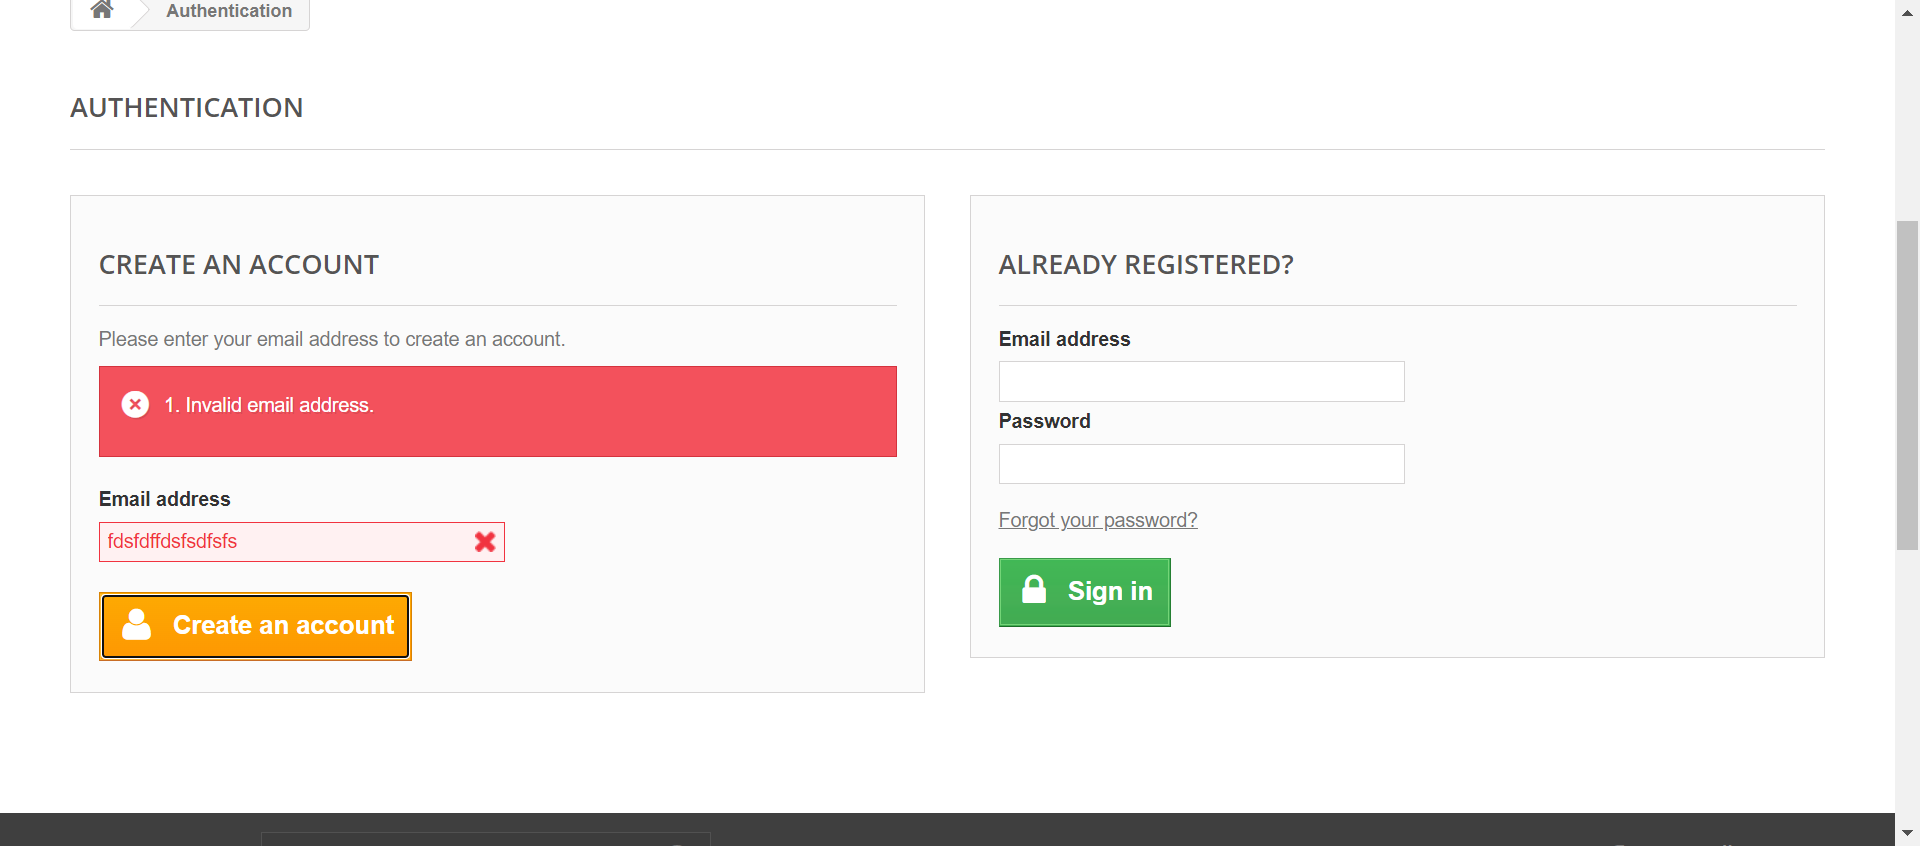 Authentication
AUTHENTICATION
CREATE AN ACCOUNT
Please enter your email address to create an account.
1. Invalid email address.
Email address
fdsfdffdsfsdfsfs
Create an account
ALREADY REGISTERED?
Email address
Password
Forgot your password?
Sign in